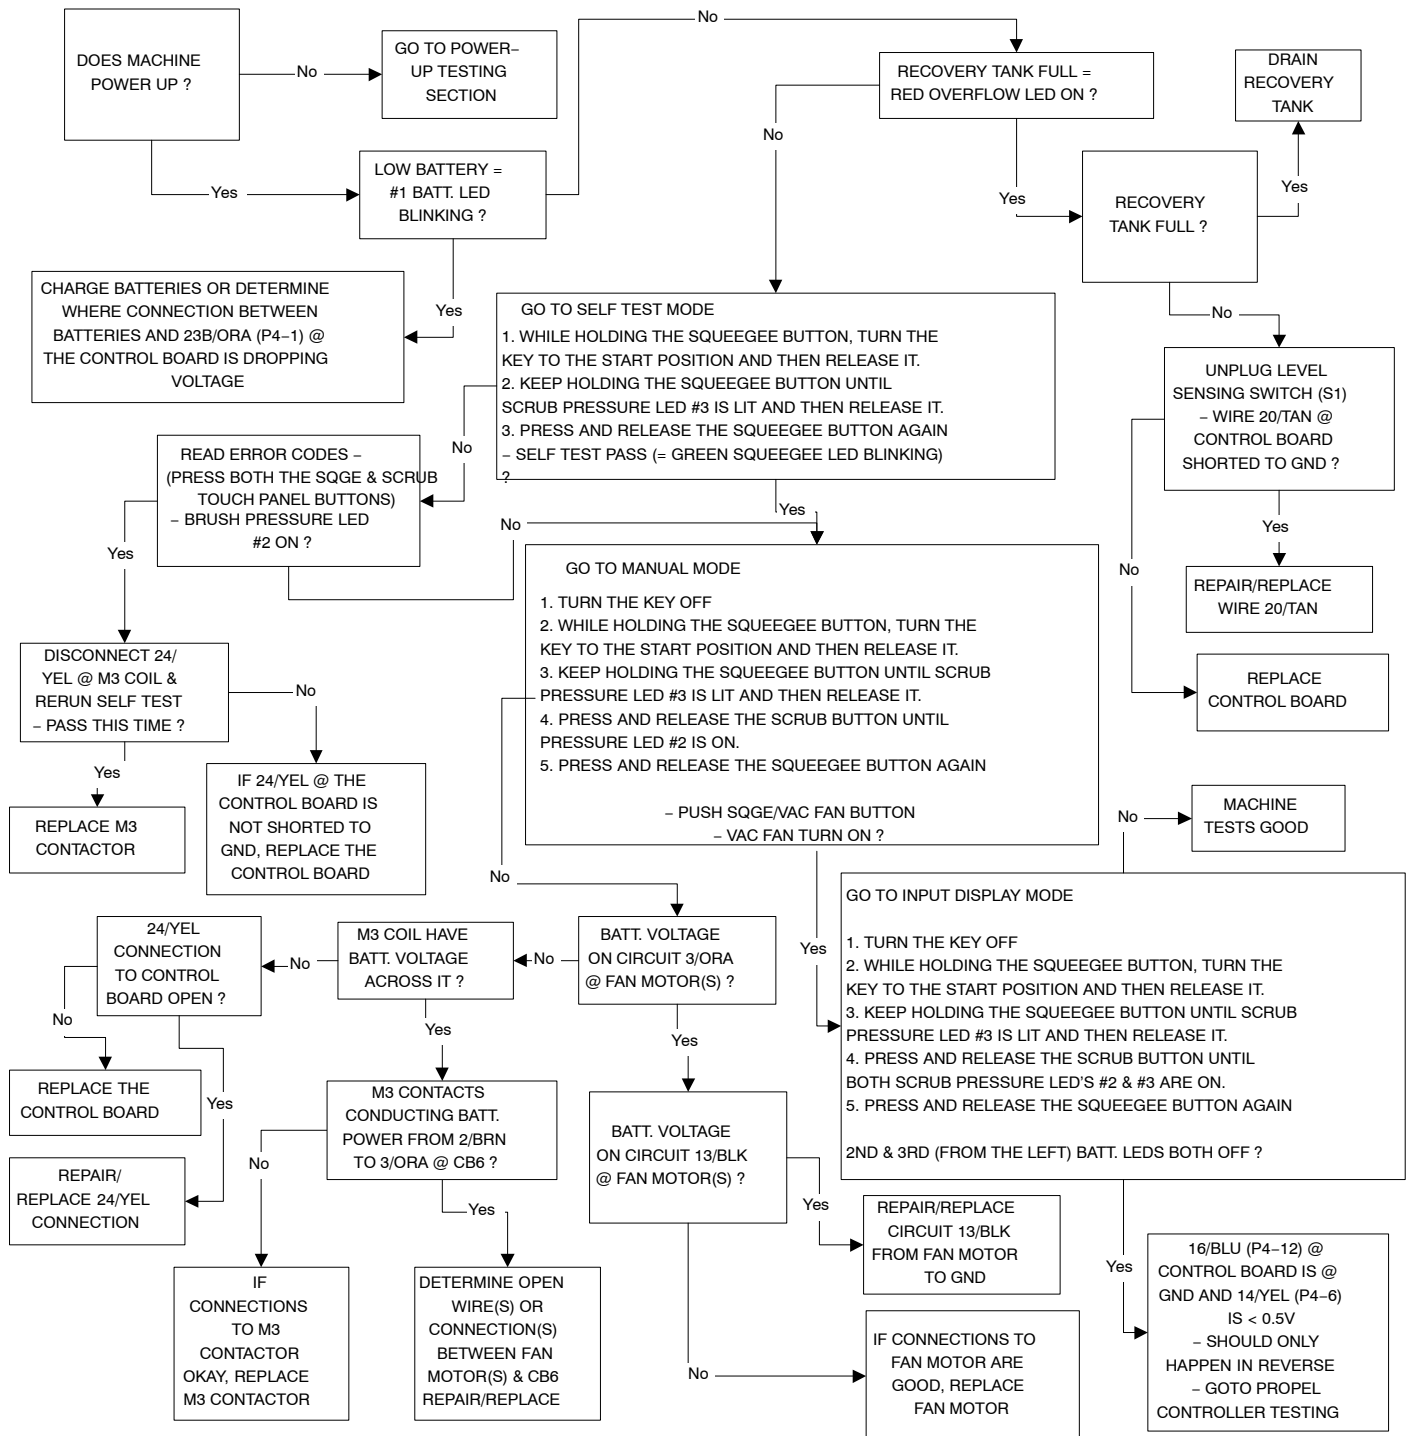 DOES MACHINE
POWER UP ?
No
GO TO POWER–
UP TESTING
SECTION
Yes
LOW BATTERY =
#1 BATT. LED
BLINKING ?
No
RECOVERY TANK FULL =
RED OVERFLOW LED ON ?
DRAIN
RECOVERY
TANK
No
Yes
RECOVERY
TANK FULL ?
Yes
No
Yes
CHARGE BATTERIES OR DETERMINE
WHERE CONNECTION BETWEEN
BATTERIES AND 23B/ORA (P4–1) @
THE CONTROL BOARD IS DROPPING
VOLTAGE
GO TO SELF TEST MODE
1. WHILE HOLDING THE SQUEEGEE BUTTON, TURN THE
KEY TO THE START POSITION AND THEN RELEASE IT.
2. KEEP HOLDING THE SQUEEGEE BUTTON UNTIL
SCRUB PRESSURE LED #3 IS LIT AND THEN RELEASE IT.
3. PRESS AND RELEASE THE SQUEEGEE BUTTON AGAIN
– SELF TEST PASS (= GREEN SQUEEGEE LED BLINKING)
?
UNPLUG LEVEL
SENSING SWITCH (S1)
– WIRE 20/TAN @
CONTROL BOARD
SHORTED TO GND ?
No
READ ERROR CODES –
(PRESS BOTH THE SQGE & SCRUB
TOUCH PANEL BUTTONS)
– BRUSH PRESSURE LED
#2 ON ?
No
Yes
Yes
No
Yes
REPAIR/REPLACE
WIRE 20/TAN
REPLACE
CONTROL BOARD
GO TO MANUAL MODE
1. TURN THE KEY OFF
2. WHILE HOLDING THE SQUEEGEE BUTTON, TURN THE
KEY TO THE START POSITION AND THEN RELEASE IT.
3. KEEP HOLDING THE SQUEEGEE BUTTON UNTIL SCRUB
PRESSURE LED #3 IS LIT AND THEN RELEASE IT.
4. PRESS AND RELEASE THE SCRUB BUTTON UNTIL
PRESSURE LED #2 IS ON.
5. PRESS AND RELEASE THE SQUEEGEE BUTTON AGAIN
– PUSH SQGE/VAC FAN BUTTON
– VAC FAN TURN ON ?
DISCONNECT 24/
YEL @ M3 COIL &
RERUN SELF TEST
– PASS THIS TIME ?
No
Yes
REPLACE M3
CONTACTOR
IF 24/YEL @ THE
CONTROL BOARD IS
NOT SHORTED TO
GND, REPLACE THE
CONTROL BOARD
No
Yes
No
MACHINE
TESTS GOOD
GO TO INPUT DISPLAY MODE
1. TURN THE KEY OFF
2. WHILE HOLDING THE SQUEEGEE BUTTON, TURN THE
KEY TO THE START POSITION AND THEN RELEASE IT.
3. KEEP HOLDING THE SQUEEGEE BUTTON UNTIL SCRUB
PRESSURE LED #3 IS LIT AND THEN RELEASE IT.
4. PRESS AND RELEASE THE SCRUB BUTTON UNTIL
BOTH SCRUB PRESSURE LED'S #2 & #3 ARE ON.
5. PRESS AND RELEASE THE SQUEEGEE BUTTON AGAIN
2ND & 3RD (FROM THE LEFT) BATT. LEDS BOTH OFF ?
BATT. VOLTAGE
ON CIRCUIT 3/ORA
@ FAN MOTOR(S) ?
No
M3 COIL HAVE
BATT. VOLTAGE
ACROSS IT ?
No
24/YEL
CONNECTION
TO CONTROL
BOARD OPEN ?
No
REPLACE THE
CONTROL BOARD
Yes
REPAIR/
REPLACE 24/YEL
CONNECTION
Yes
M3 CONTACTS
CONDUCTING BATT.
POWER FROM 2/BRN
TO 3/ORA @ CB6 ?
No
Yes
IF
CONNECTIONS
TO M3
CONTACTOR
OKAY, REPLACE
M3 CONTACTOR
DETERMINE OPEN
WIRE(S) OR
CONNECTION(S)
BETWEEN FAN
MOTOR(S) & CB6
REPAIR/REPLACE
Yes
BATT. VOLTAGE
ON CIRCUIT 13/BLK
@ FAN MOTOR(S) ?
Yes
REPAIR/REPLACE
CIRCUIT 13/BLK
FROM FAN MOTOR
TO GND
No
IF CONNECTIONS TO
FAN MOTOR ARE
GOOD, REPLACE
FAN MOTOR
Yes
16/BLU (P4–12) @
CONTROL BOARD IS @
GND AND 14/YEL (P4–6)
IS < 0.5V
– SHOULD ONLY
HAPPEN IN REVERSE
– GOTO PROPEL
CONTROLLER TESTING